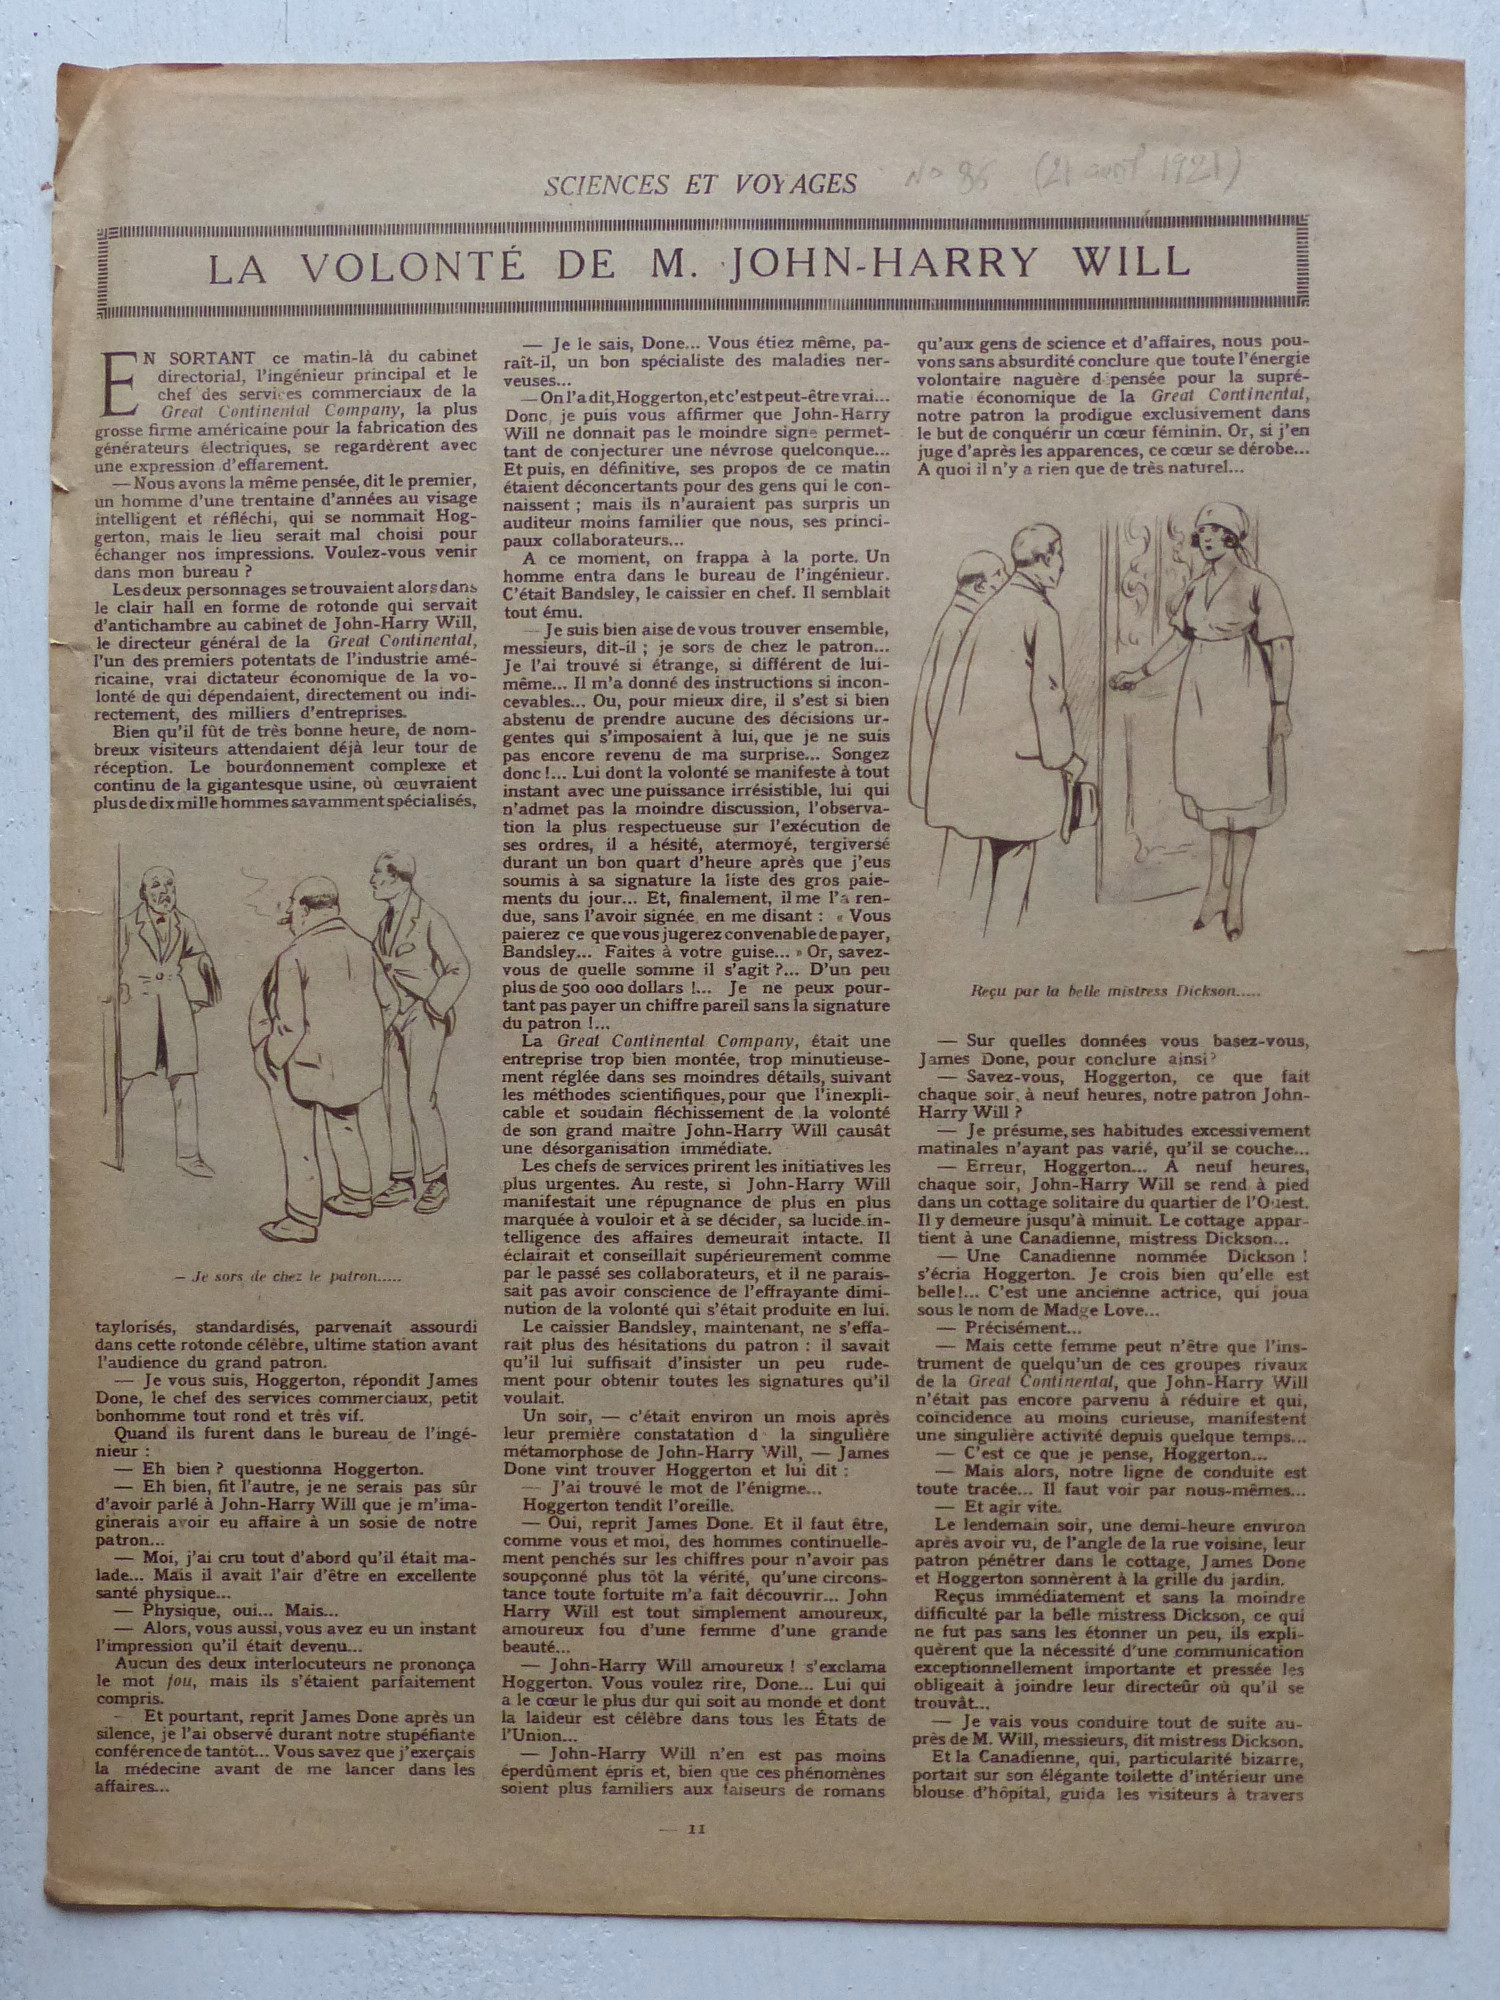 SCIENCES ET VOYAGES
No 86 (21 avril 1921)
LA VOLONTÉ DE M. JOHN-HARRY WILL
EN SORTANT ce matin-là du cabinet
directorial, l'ingénieur principal et le
chef des services commerciaux de la
Great Continental Company, la plus
grosse firme américaine pour la fabrication des
générateurs électriques, se regardèrent avec
une expression d'effarement.
— Nous avons la même pensée, dit le premier,
un homme d'une trentaine d'années au visage
intelligent et réfléchi, qui se nommait Hog-
gerton, mais le lieu serait mal choisi pour
échanger nos impressions. Voulez-vous venir
dans mon bureau ?
Les deux personnages se trouvaient alors dans
le clair hall en forme de rotonde qui servait
d'antichambre au cabinet de John-Harry Will,
le directeur général de la Great Continental,
l'un des premiers potentats de l'industrie amé-
ricaine, vrai dictateur économique de la vo-
lonté de qui dépendaient, directement ou indi-
rectement, des milliers d'entreprises.
Bien qu'il fût de très bonne heure, de nom-
breux visiteurs attendaient déjà leur tour de
réception. Le bourdonnement complexe et
continu de la gigantesque usine, où œuvraient
plus de dix mille hommes savamment spécialisés,
— Je sors de chez le patron.....
taylorisés, standardisés, parvenait assourdi
dans cette rotonde célèbre, ultime station avant
l'audience du grand patron.
— Je vous suis, Hoggerton, répondit James
Done, le chef des services commerciaux, petit
bonhomme tout rond et très vif.
Quand ils furent dans le bureau de l'ingé-
nieur :
— Eh bien ? questionna Hoggerton.
— Eh bien, fit l'autre, je ne serais pas sûr
d'avoir parlé à John-Harry Will que je m'ima-
ginerais avoir eu affaire à un sosie de notre
patron...
— Moi, j'ai cru tout d'abord qu'il était ma-
lade... Mais il avait l'air d'être en excellente
santé physique...
— Physique, oui... Mais...
— Alors, vous aussi, vous avez eu un instant
l'impression qu'il était devenu...
Aucun des deux interlocuteurs ne prononça
le mot fou, mais ils s'étaient parfaitement
compris.
— Et pourtant, reprit James Done après un
silence, je l'ai observé durant notre stupéfiante
conférence de tantôt... Vous savez que j'exerçais
la médecine avant de me lancer dans les
affaires...
— Je le sais, Done... Vous étiez même, pa-
raît-il, un bon spécialiste des maladies ner-
veuses...
— On l'a dit, Hoggerton, et c'est peut-être vrai...
Donc, je puis vous affirmer que John-Harry
Will ne donnait pas le moindre signe permet-
tant de conjecturer une névrose quelconque...
Et puis, en définitive, ses propos de ce matin
étaient déconcertants pour des gens qui le con-
naissent ; mais ils n'auraient pas surpris un
auditeur moins familier que nous, ses princi-
paux collaborateurs...
A ce moment, on frappa à la porte. Un
homme entra dans le bureau de l'ingénieur.
C'était Bandsley, le caissier en chef. Il semblait
tout ému.
— Je suis bien aise de vous trouver ensemble,
messieurs, dit-il ; je sors de chez le patron...
Je l'ai trouvé si étrange, si différent de lui-
même... Il m'a donné des instructions si incon-
cevables... Ou, pour mieux dire, il s'est si bien
abstenu de prendre aucune des décisions ur-
gentes qui s'imposaient à lui, que je ne suis
pas encore revenu de ma surprise... Songez
donc !... Lui dont la volonté se manifeste à tout
instant avec une puissance irrésistible, lui qui
n'admet pas la moindre discussion, l'observa-
tion la plus respectueuse sur l'exécution de
ses ordres, il a hésité, atermoyé, tergiversé
durant un bon quart d'heure après que j'eus
soumis à sa signature la liste des gros paie-
ments du jour... Et, finalement, il me l'a ren-
due, sans l'avoir signée, en me disant : « Vous
paierez ce que vous jugerez convenable de payer,
Bandsley... Faites à votre guise... » Or, savez-
vous de quelle somme il s'agit ?... D'un peu
plus de 500 000 dollars !... Je ne peux pour-
tant pas payer un chiffre pareil sans la signature
du patron !...
La Great Continental Company, était une
entreprise trop bien montée, trop minutieuse-
ment réglée dans ses moindres détails, suivant
les méthodes scientifiques, pour que l'inexpli-
cable et soudain fléchissement de la volonté
de son grand maître John-Harry Will causât
une désorganisation immédiate.
Les chefs de services prirent les initiatives les
plus urgentes. Au reste, si John-Harry Will
manifestait une répugnance de plus en plus
marquée à vouloir et à se décider, sa lucide in-
telligence des affaires demeurait intacte. Il
éclairait et conseillait supérieurement comme
par le passé ses collaborateurs, et il ne parais-
sait pas avoir conscience de l'effrayante dimi-
nution de la volonté qui s'était produite en lui.
Le caissier Bandsley, maintenant, ne s'effa-
rait plus des hésitations du patron : il savait
qu'il lui suffisait d'insister un peu rude-
ment pour obtenir toutes les signatures qu'il
voulait.
Un soir, — c'était environ un mois après
leur première constatation d la singulière
métamorphose de John-Harry Will, — James
Done vint trouver Hoggerton et lui dit :
— J'ai trouvé le mot de l'énigme...
Hoggerton tendit l'oreille.
— Oui, reprit James Done. Et il faut être,
comme vous et moi, des hommes continuelle-
ment penchés sur les chiffres pour n'avoir pas
soupçonné plus tôt la vérité, qu'une circons-
tance toute fortuite m'a fait découvrir... John
Harry Will est tout simplement amoureux,
amoureux fou d'une femme d'une grande
beauté...
— John-Harry Will amoureux ! s'exclama
Hoggerton. Vous voulez rire, Done... Lui qui
a le cœur le plus dur qui soit au monde et dont
la laideur est célèbre dans tous les États de
l'Union...
— John-Harry Will n'en est pas moins
éperdûment épris et, bien que ces phénomènes
soient plus familiers aux faiseurs de romans
qu'aux gens de science et d'affaires, nous pou-
vons sans absurdité conclure que toute l'énergie
volontaire naguère dépensée pour la supré-
matie économique de la Great Continental,
notre patron la prodigue exclusivement dans
le but de conquérir un cœur féminin. Or, si j'en
juge d'après les apparences, ce cœur se dérobe...
A quoi il n'y a rien que de très naturel...
Reçu par la belle mistress Dickson.....
— Sur quelles données vous basez-vous,
James Done, pour conclure ainsi?
— Savez-vous, Hoggerton, ce que fait
chaque soir, à neuf heures, notre patron John-
Harry Will ?
— Je présume, ses habitudes excessivement
matinales n'ayant pas varié, qu'il se couche...
— Erreur, Hoggerton... A neuf heures,
chaque soir, John-Harry Will se rend à pied
dans un cottage solitaire du quartier de l'Ouest.
Il y demeure jusqu'à minuit. Le cottage appar-
tient à une Canadienne, mistress Dickson...
— Une Canadienne nommée Dickson !
s'écria Hoggerton. Je crois bien qu'elle est
belle !... C'est une ancienne actrice, qui joua
sous le nom de Madge Love...
— Précisément...
— Mais cette femme peut n'être que l'ins-
trument de quelqu'un de ces groupes rivaux
de la Great Continental, que John-Harry Will
n'était pas encore parvenu à réduire et qui,
coincidence au moins curieuse, manifestent
une singulière activité depuis quelque temps...
— C'est ce que je pense, Hoggerton...
— Mais alors, notre ligne de conduite est
toute tracée... Il faut voir par nous-mêmes...
— Et agir vite.
Le lendemain soir, une demi-heure environ
après avoir vu, de l'angle de la rue voisine, leur
patron pénétrer dans le cottage, James Done
et Hoggerton sonnèrent à la grille du jardin.
Reçus immédiatement et sans la moindre
difficulté par la belle mistress Dickson, ce qui
ne fut pas sans les étonner un peu, ils expli-
quèrent que la nécessité d'une communication
exceptionnellement importante et pressée les
obligeait à joindre leur directeûr où qu'il se
trouvât...
— Je vais vous conduire tout de suite au-
près de M. Will, messieurs, dit mistress Dickson.
Et la Canadienne, qui, particularité bizarre,
portait sur son élégante toilette d'intérieur une
blouse d'hôpital, guida les visiteurs à travers
— 11